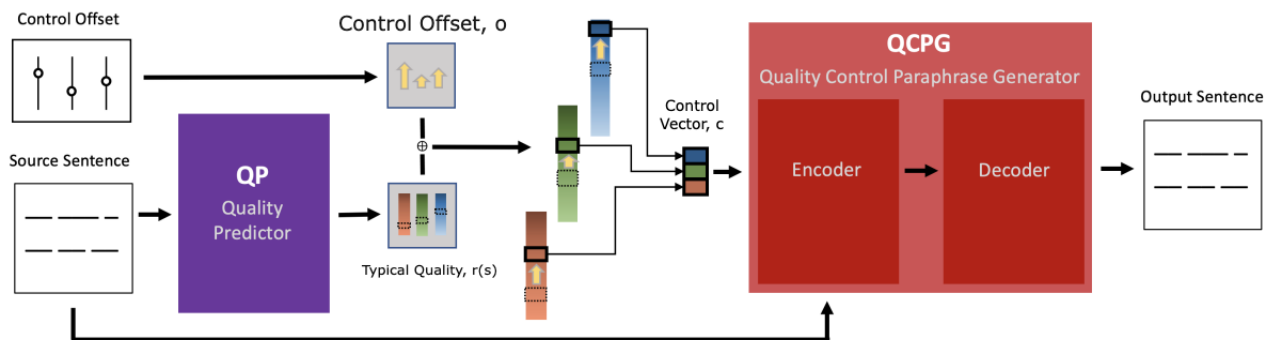 Control Offset
Control Offset, o
QCPG
Quality Control Paraphrase Generator
Control
Vector, c
Output Sentence
Source Sentence
QP
Quality
Predictor
⊕
Encoder
Decoder
Typical Quality, r(s)